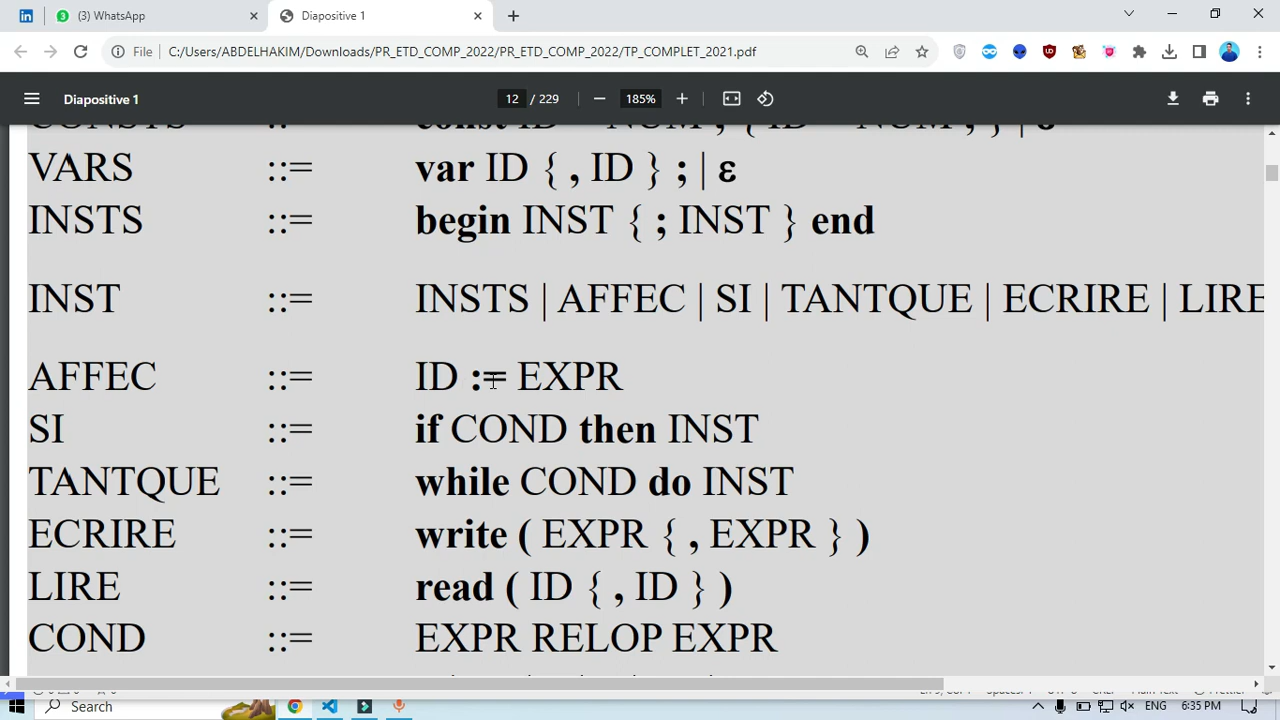 (3) WhatsApp
Diapositive 1
File C:/Users/ABDELHAKIM/Downloads/PR_ETD_COMP_2022/PR_ETD_COMP_2022/TP_COMPLET_2021.pdf
Diapositive 1
12 / 229
185%
VARS ::= var ID { , ID } ; | ε
INSTS ::= begin INST { ; INST } end
INST ::= INSTS | AFFEC | SI | TANTQUE | ECRIRE | LIRE
AFFEC ::= ID := EXPR
SI ::= if COND then INST
TANTQUE ::= while COND do INST
ECRIRE ::= write ( EXPR { , EXPR } )
LIRE ::= read ( ID { , ID } )
COND ::= EXPR RELOP EXPR
Search
ENG
6:35 PM